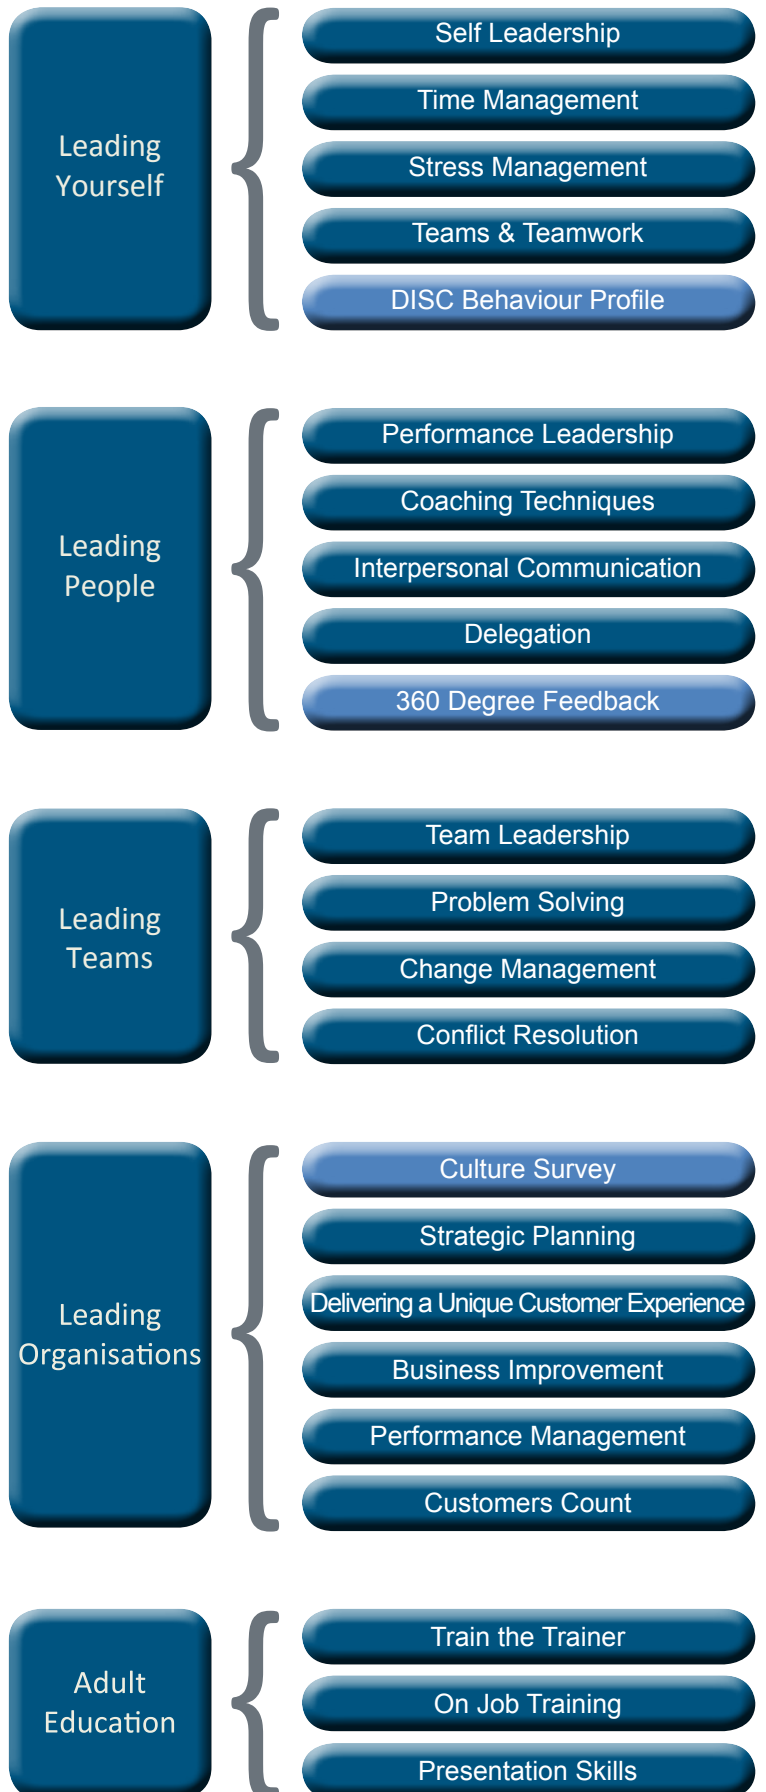 Leading
Yourself
Self Leadership
Time Management
Stress Management
Teams & Teamwork
DISC Behaviour Profile
Leading
People
Performance Leadership
Coaching Techniques
Interpersonal Communication
Delegation
360 Degree Feedback
Leading
Teams
Team Leadership
Problem Solving
Change Management
Conflict Resolution
Leading
Organisations
Culture Survey
Strategic Planning
Delivering a Unique Customer Experience
Business Improvement
Performance Management
Customers Count
Adult
Education
Train the Trainer
On Job Training
Presentation Skills